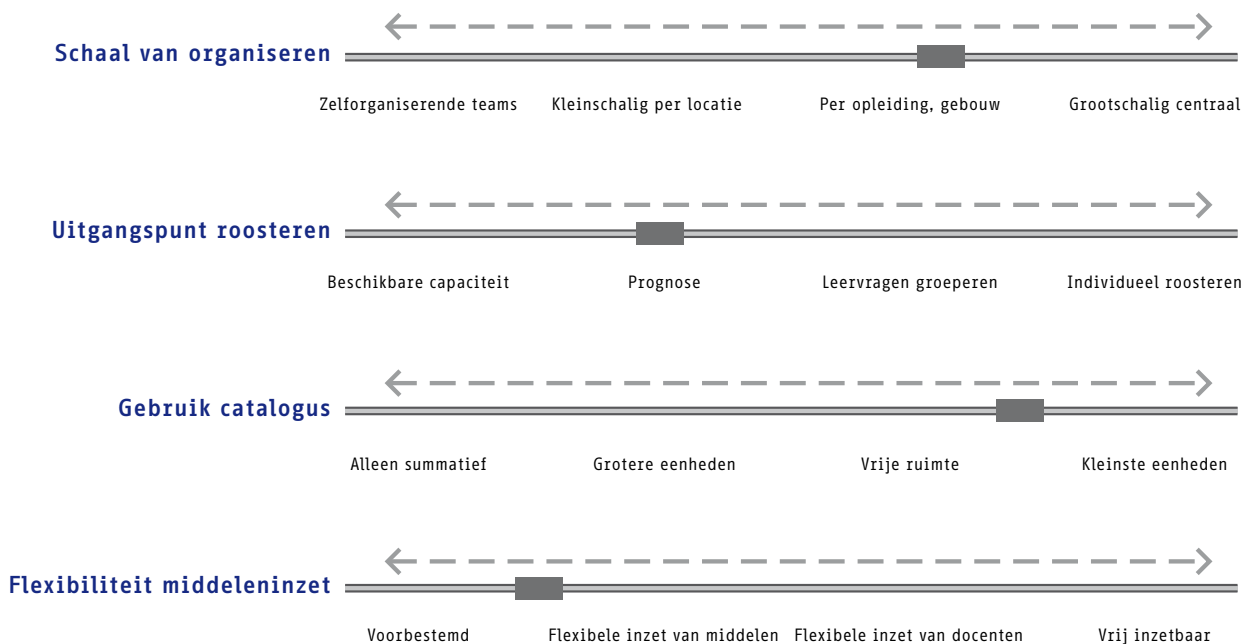 Schaal van organiseren
Zelforganiserende teams Kleinschalig per locatie Per opleiding, gebouw Grootschalig centraal
Uitgangspunt roosteren
Beschikbare capaciteit Prognose Leervragen groeperen Individueel roosteren
Gebruik catalogus
Alleen summatief Grotere eenheden Vrije ruimte Kleinste eenheden
Flexibiliteit middeleninzet
Voorbestemd Flexibele inzet van middelen Flexibele inzet van docenten Vrij inzetbaar